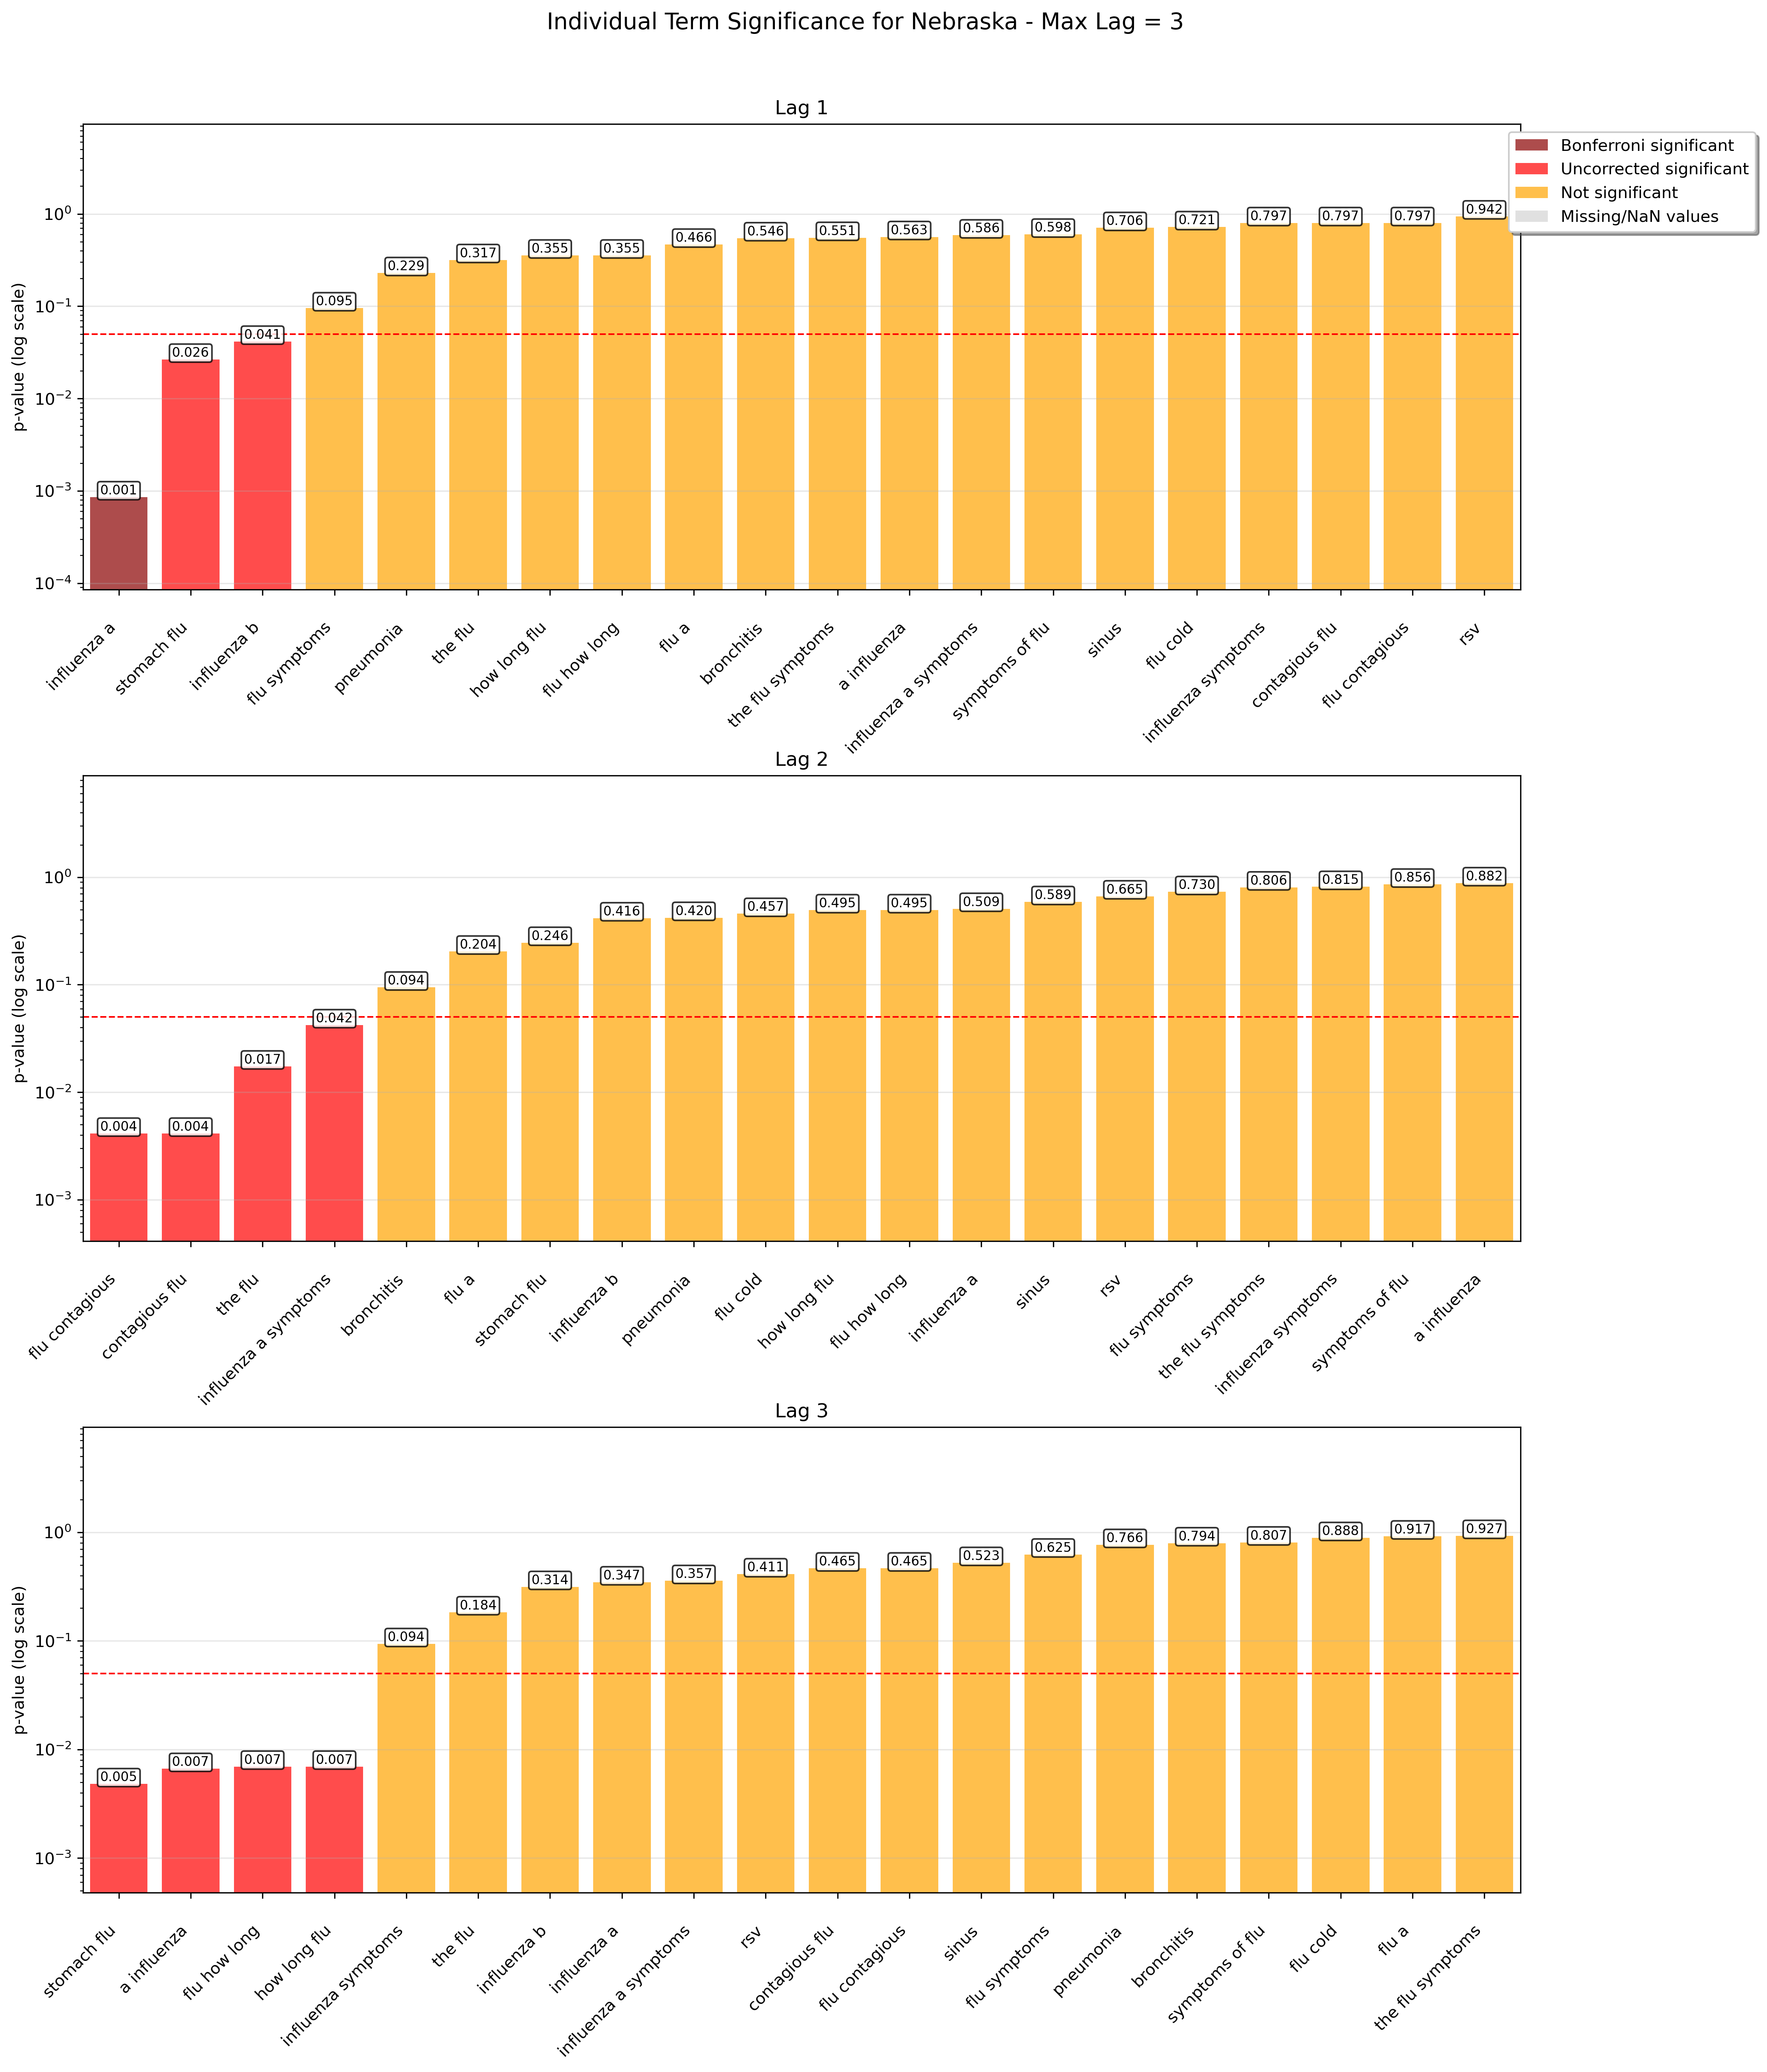 Individual Term Significance for Nebraska - Max Lag = 3
Lag 1
Bonferroni significant
Uncorrected significant
Not significant
Missing/NaN values
p-value (log scale)
10⁰
10⁻¹
10⁻²
10⁻³
10⁻⁴
0.001 0.026 0.041 0.095 0.229 0.317 0.355 0.355 0.466 0.546 0.551 0.563 0.586 0.598 0.706 0.721 0.797 0.797 0.797 0.942
influenza a
stomach flu
influenza b
flu symptoms
pneumonia
the flu
how long flu
flu how long
flu a
bronchitis
the flu symptoms
a influenza
influenza a symptoms
symptoms of flu
sinus
flu cold
influenza symptoms
contagious flu
flu contagious
rsv
Lag 2
p-value (log scale)
10⁰
10⁻¹
10⁻²
10⁻³
0.004 0.004 0.017 0.042 0.094 0.204 0.246 0.416 0.420 0.457 0.495 0.495 0.509 0.589 0.665 0.730 0.806 0.815 0.856 0.882
flu contagious
contagious flu
the flu
influenza a symptoms
bronchitis
flu a
stomach flu
influenza b
pneumonia
flu cold
how long flu
flu how long
influenza a
sinus
rsv
flu symptoms
the flu symptoms
influenza symptoms
symptoms of flu
a influenza
Lag 3
p-value (log scale)
10⁰
10⁻¹
10⁻²
10⁻³
0.005 0.007 0.007 0.007 0.094 0.184 0.314 0.347 0.357 0.411 0.465 0.465 0.523 0.625 0.766 0.794 0.807 0.888 0.917 0.927
stomach flu
a influenza
flu how long
how long flu
influenza symptoms
the flu
influenza b
influenza a
influenza a symptoms
rsv
contagious flu
flu contagious
sinus
flu symptoms
pneumonia
bronchitis
symptoms of flu
flu cold
flu a
the flu symptoms